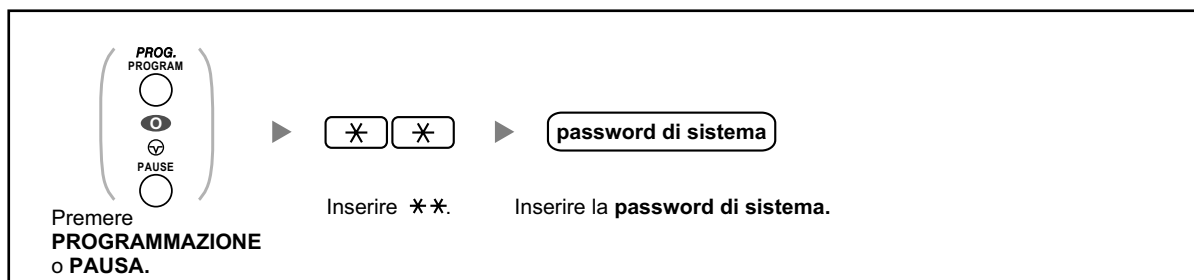 PROG.
PROGRAM
O
PAUSE
Premere
PROGRAMMAZIONE
o PAUSA.
* *
Inserire **.
password di sistema
Inserire la password di sistema.